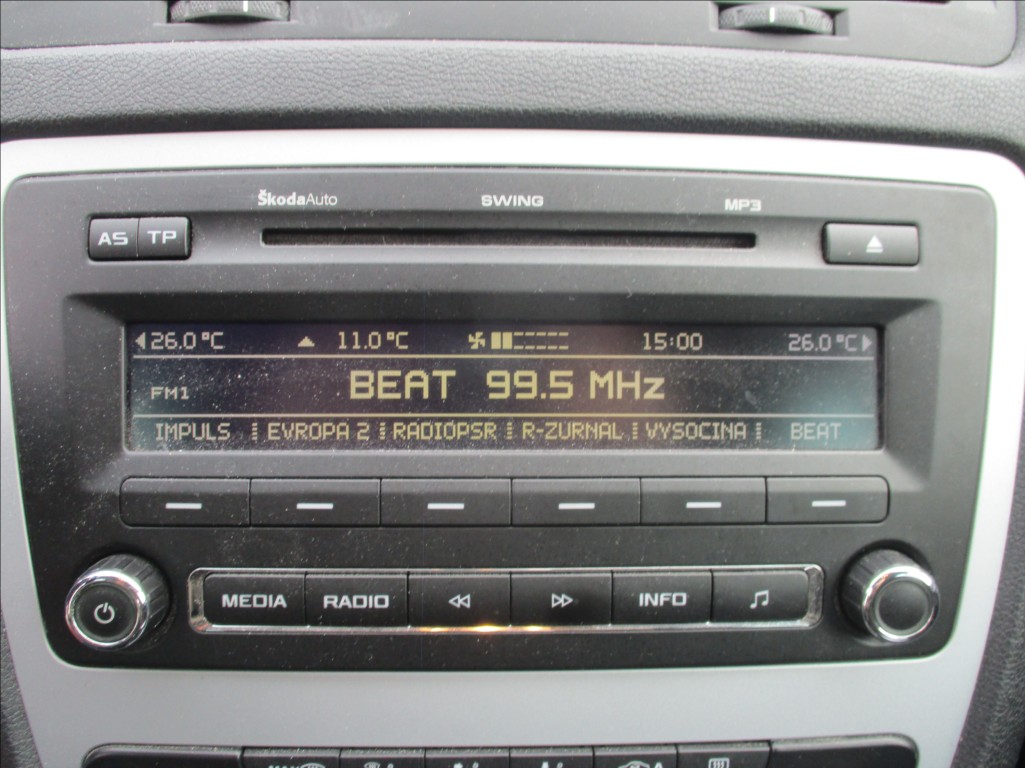 ŠkodaAuto SWING MP3
AS TP
26.0 °C 11.0 °C 15:00 26.0 °C
FM1 BEAT 99.5 MHz
IMPULS EVROPA 2 RADIOPSR R-ZURNAL VYSOCINA BEAT
MEDIA RADIO INFO